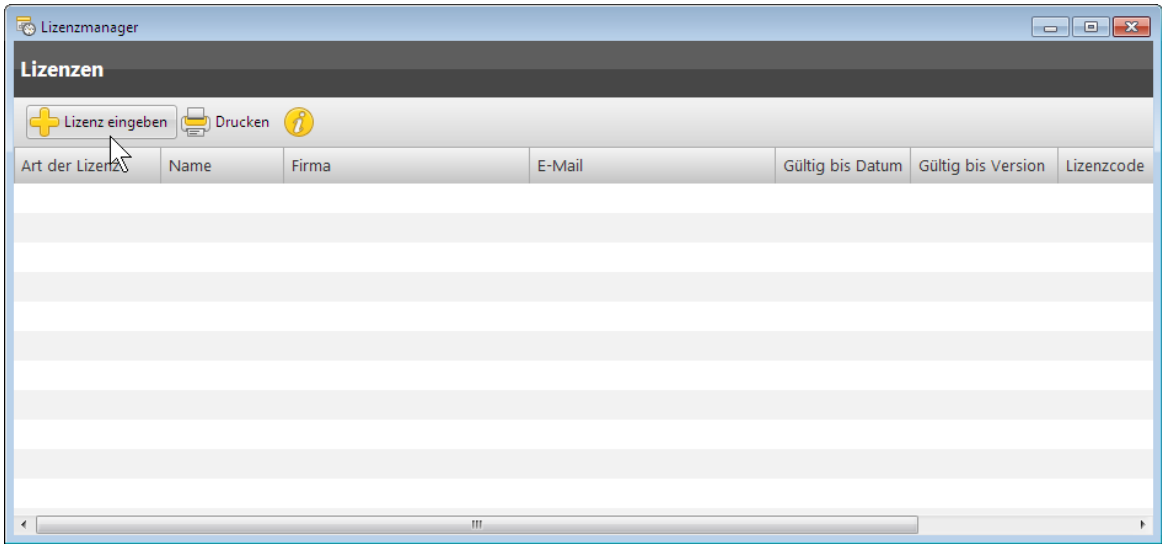 Lizenzmanager
Lizenzen
Lizenz eingeben Drucken
Art der Lizenz Name Firma E-Mail Gültig bis Datum Gültig bis Version Lizenzcode